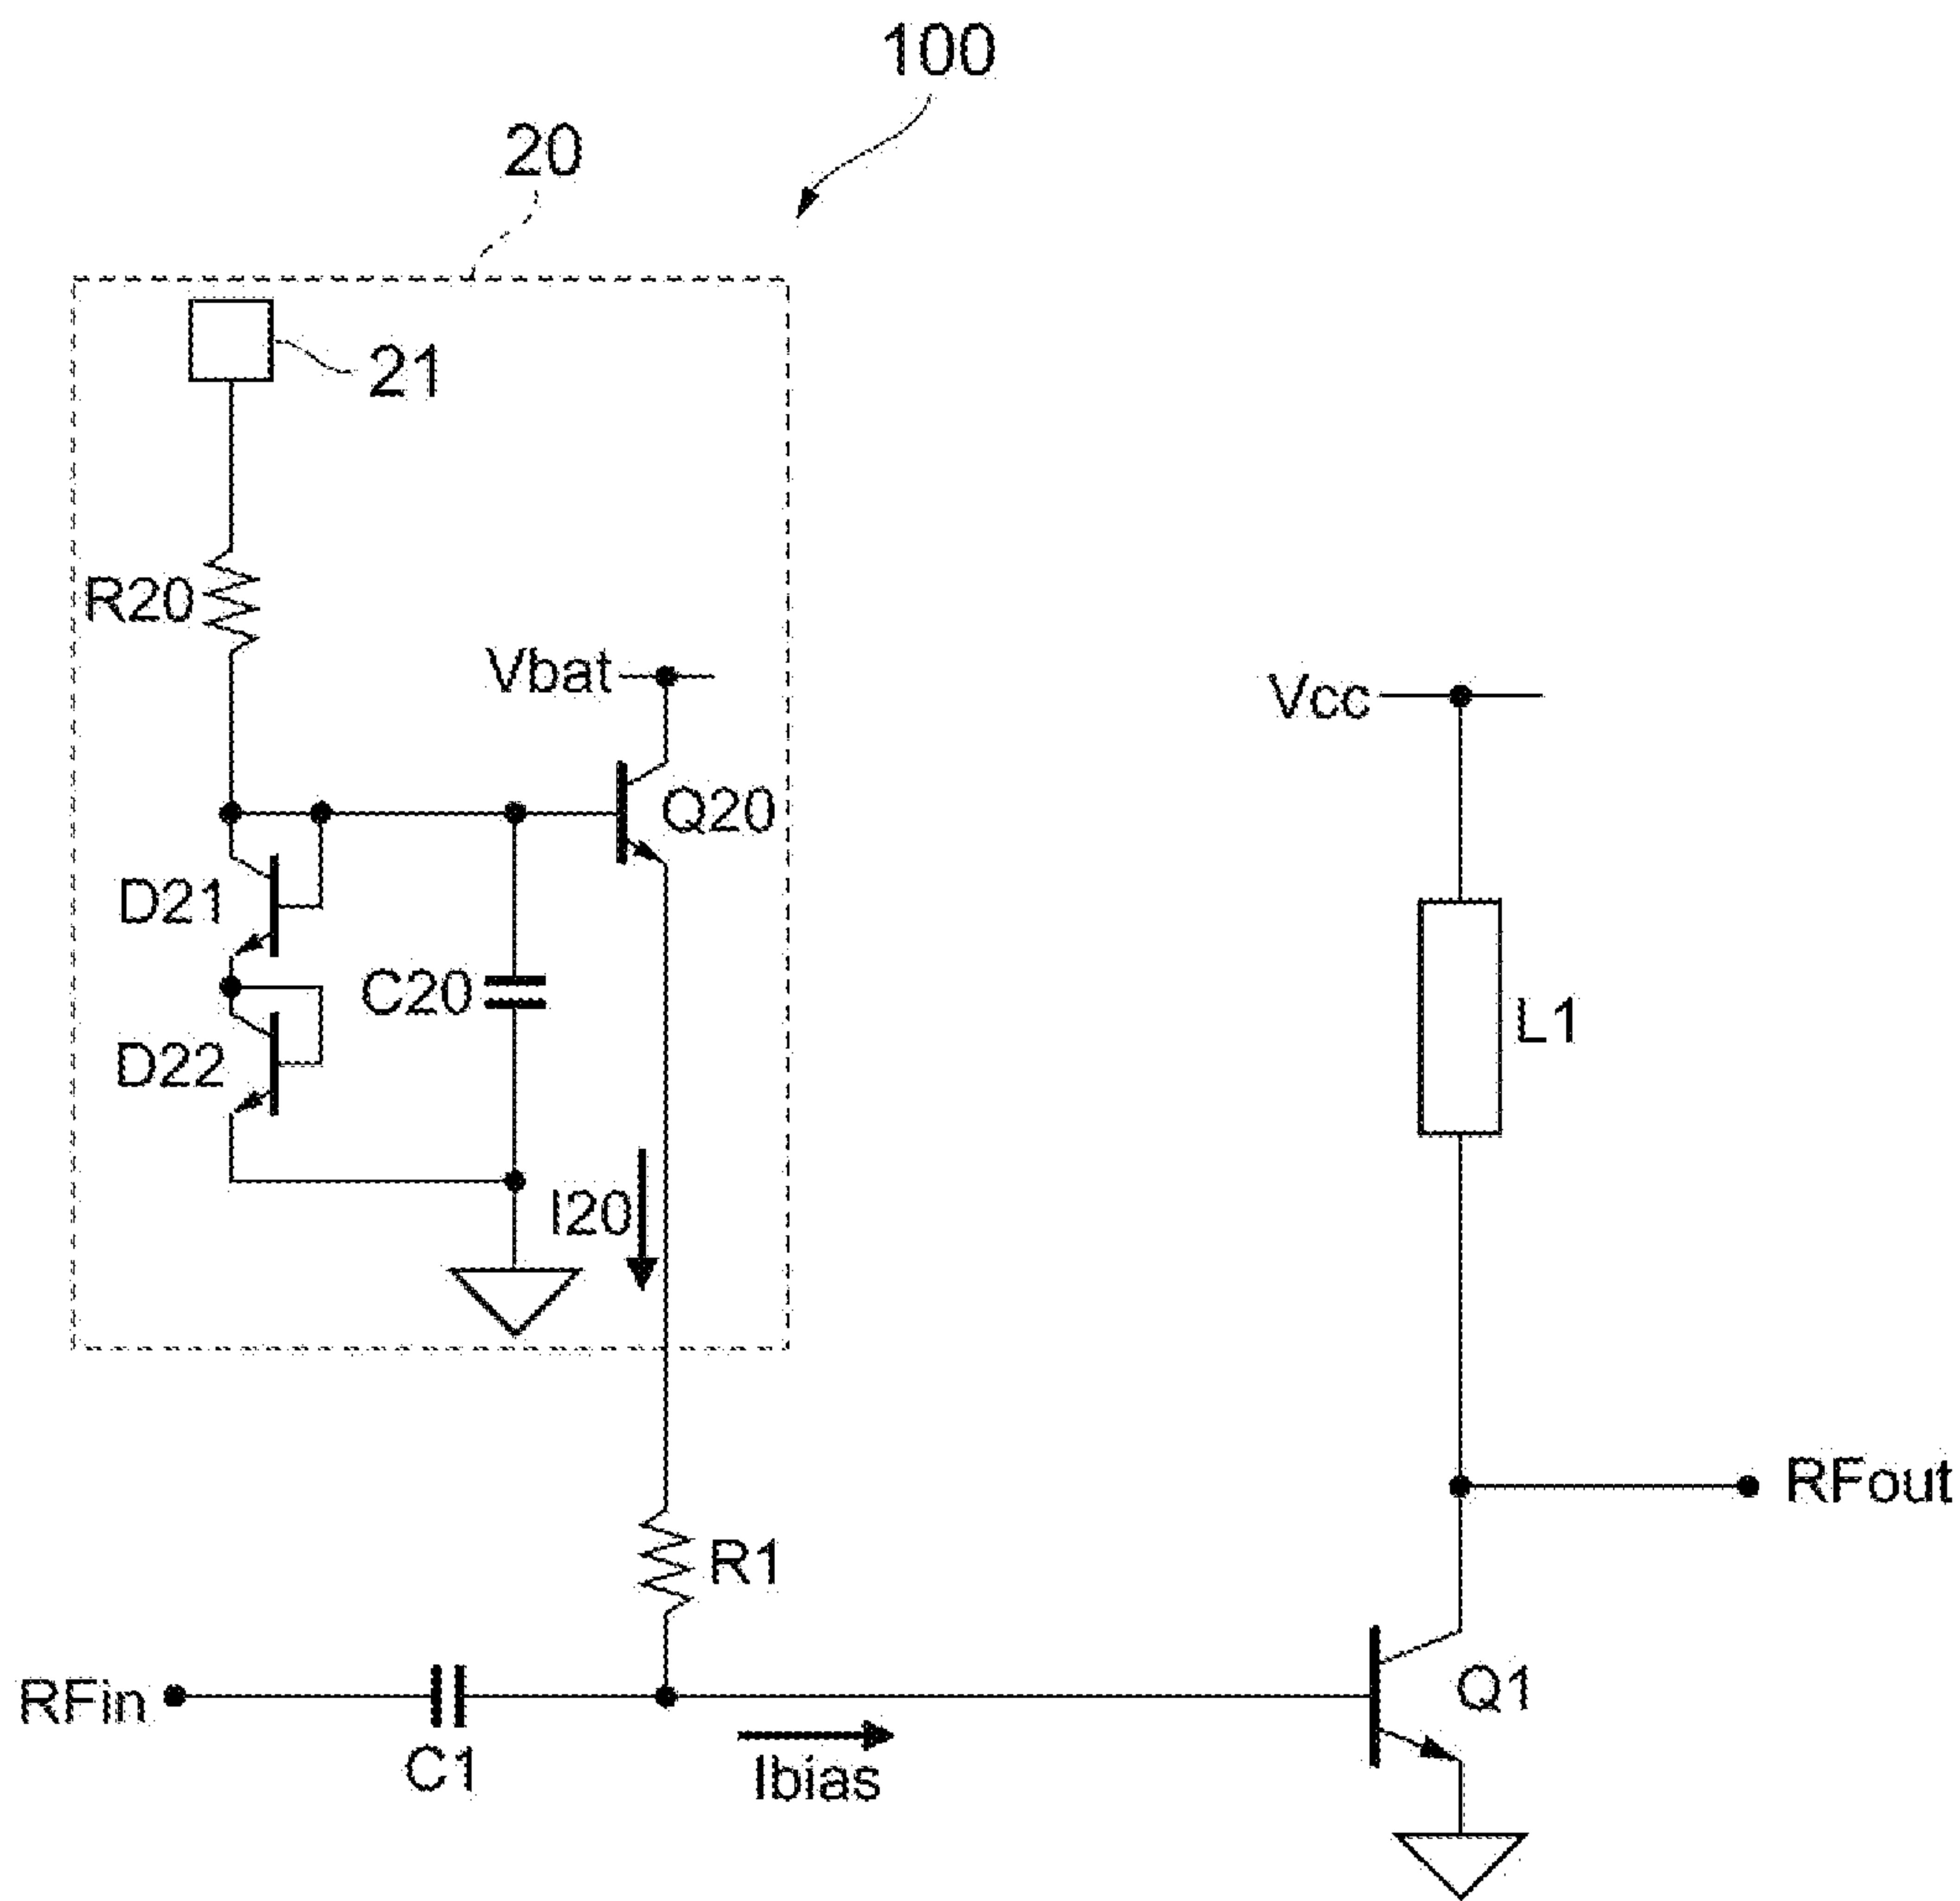 100
20
21
R20
Vbat
Vcc
Q20
D21
C20
L1
D22
I20
RFout
R1
RFin
Q1
C1
Ibias